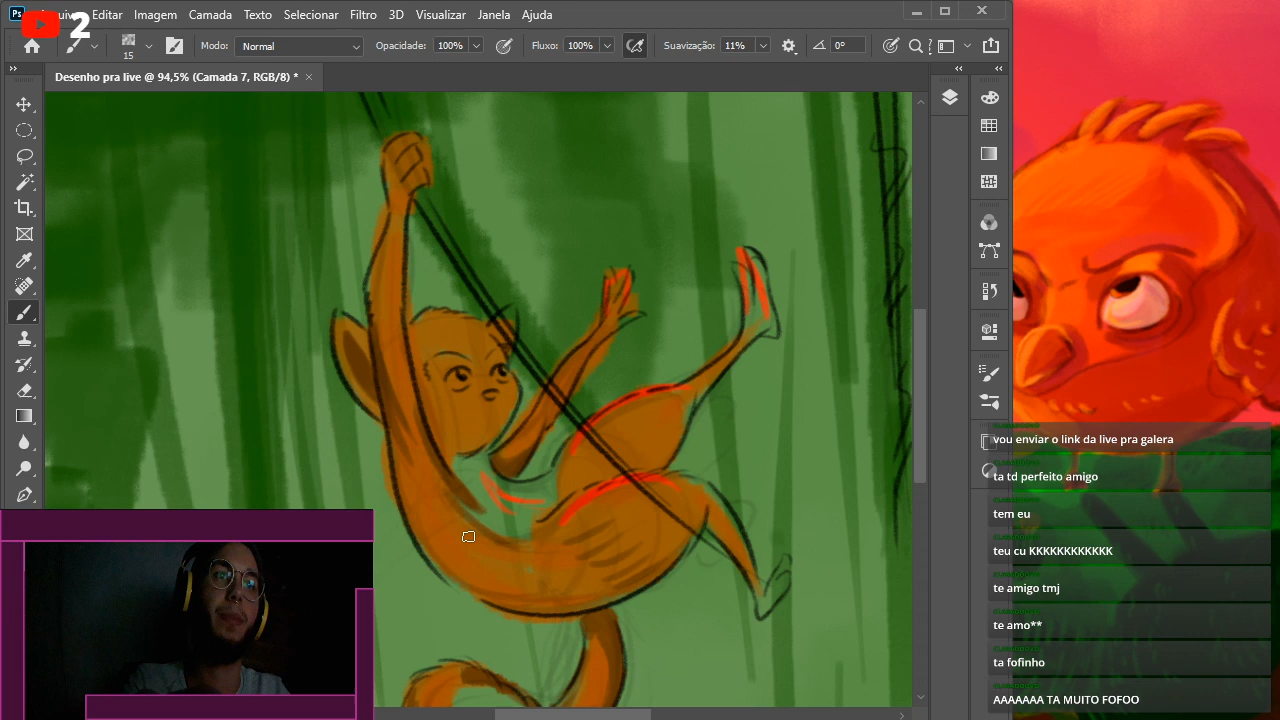 Ps Arquivo Editar Imagem Camada Texto Selecionar Filtro 3D Visualizar Janela Ajuda
2
15 Modo: Normal Opacidade: 100% Fluxo: 100% Suavização: 11% 0°
Desenho pra live @ 94,5% (Camada 7, RGB/8) * ×
vou enviar o link da live pra galera
ta td perfeito amigo
tem eu
teu cu KKKKKKKKKKKK
te amigo tmj
te amo**
ta fofinho
AAAAAAA TA MUITO FOFOO